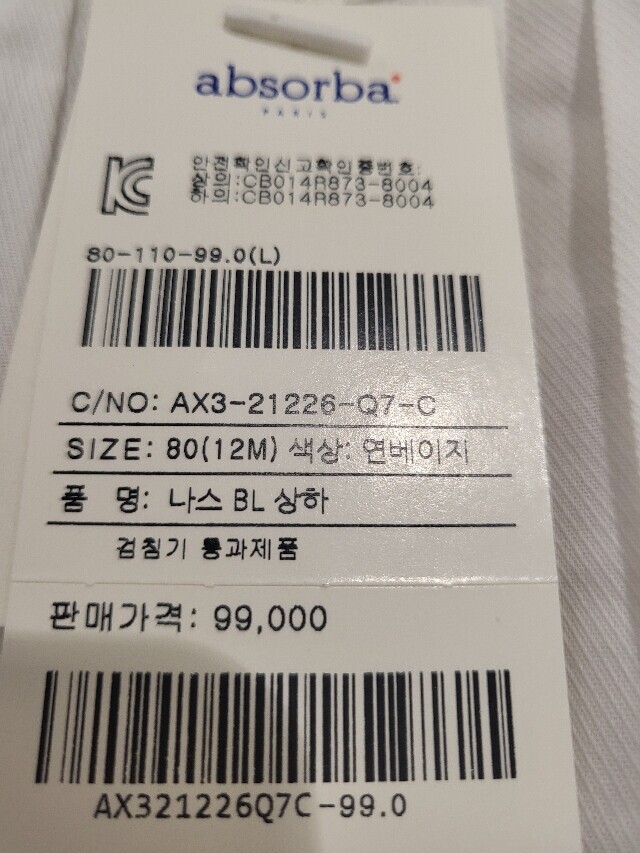 absorba
PARIS
KC
안전확인신고확인증번호:
상의:CB014R873-8004
하의:CB014R873-8004
80-110-99.0(L)
C/NO: AX3-21226-Q7-C
SIZE: 80(12M) 색상: 연베이지
품 명: 나스 BL 상하
검침기 통과제품
판매가격: 99,000
AX321226Q7C-99.0